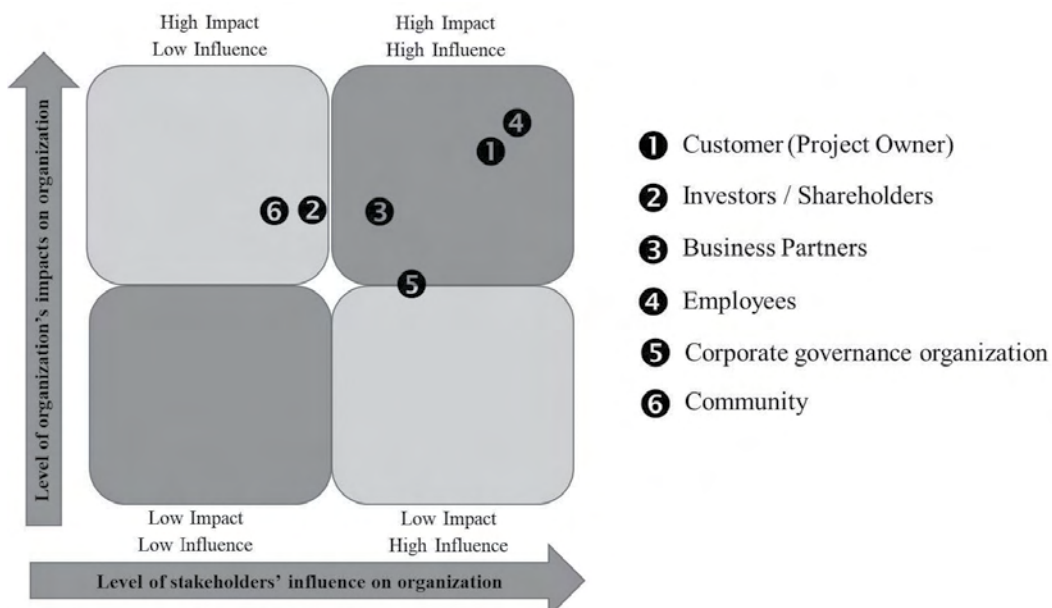 High Impact
Low Influence
High Impact
High Influence
Level of organization's impacts on organization
4
1
6
2
3
5
Low Impact
Low Influence
Low Impact
High Influence
Level of stakeholders' influence on organization
1 Customer (Project Owner)
2 Investors / Shareholders
3 Business Partners
4 Employees
5 Corporate governance organization
6 Community